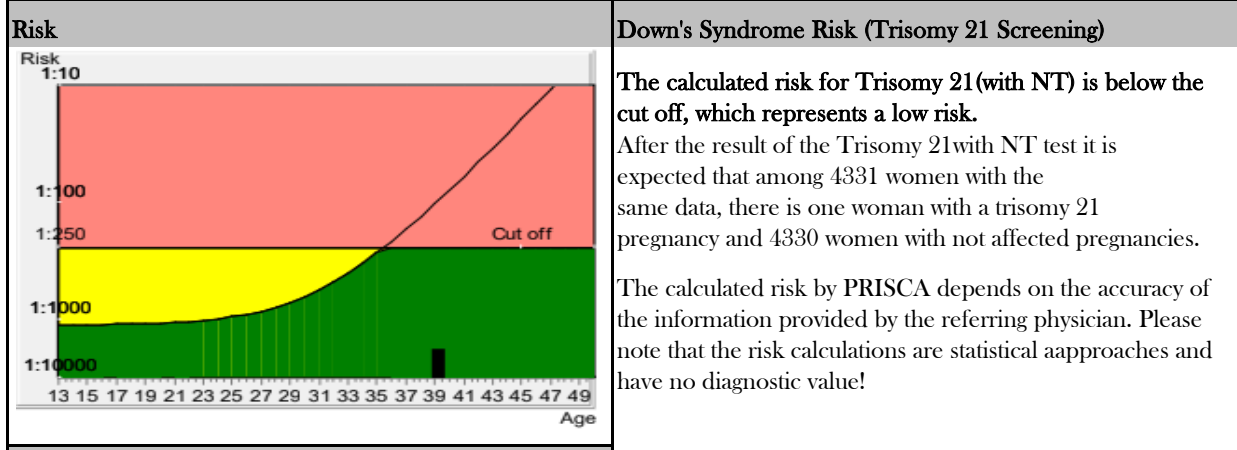 Risk
Risk
1:10
1:100
1:250
Cut off
1:1000
1:10000
13 15 17 19 21 23 25 27 29 31 33 35 37 39 41 43 45 47 49
Age
Down's Syndrome Risk (Trisomy 21 Screening)
The calculated risk for Trisomy 21(with NT) is below the
cut off, which represents a low risk.
After the result of the Trisomy 21with NT test it is
expected that among 4331 women with the
same data, there is one woman with a trisomy 21
pregnancy and 4330 women with not affected pregnancies.
The calculated risk by PRISCA depends on the accuracy of
the information provided by the referring physician. Please
note that the risk calculations are statistical aapproaches and
have no diagnostic value!